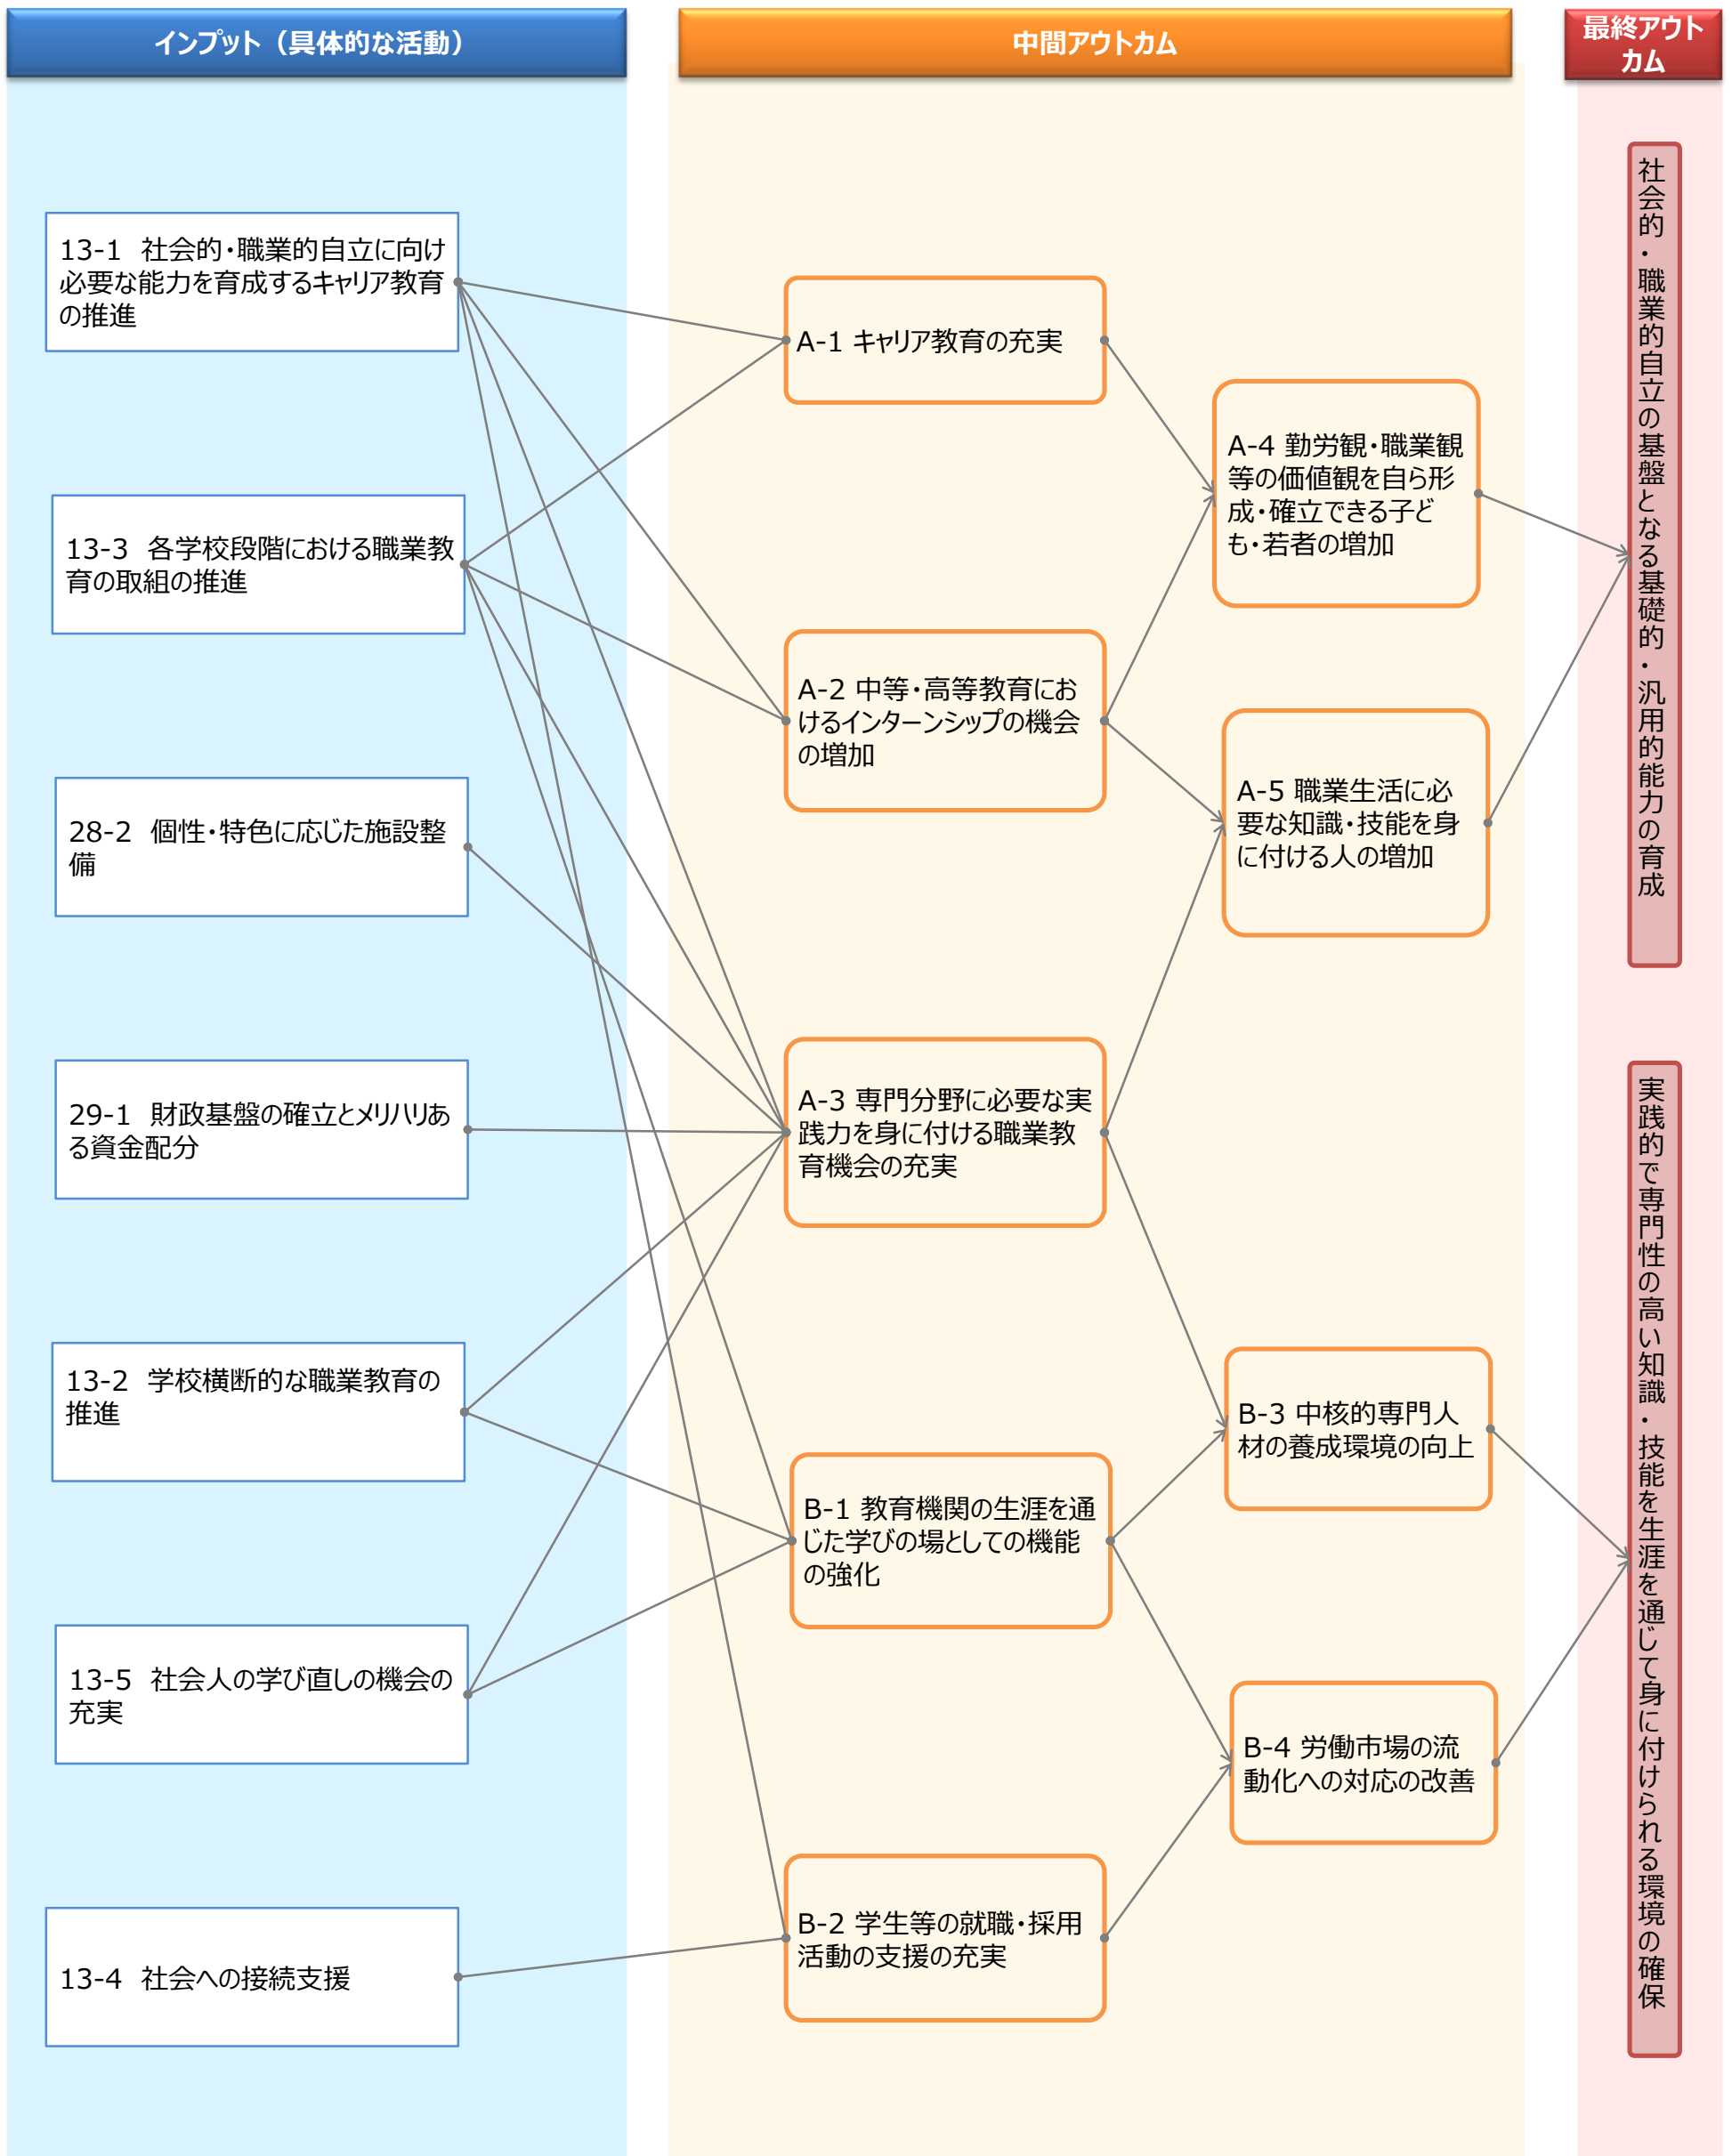 インプット（具体的な活動）
中間アウトカム
最終アウト
カム
13-1 社会的・職業的自立に向け
必要な能力を育成するキャリア教育
の推進
13-3 各学校段階における職業教
育の取組の推進
28-2 個性・特色に応じた施設整
備
29-1 財政基盤の確立とメリハリあ
る資金配分
13-2 学校横断的な職業教育の
推進
13-5 社会人の学び直しの機会の
充実
13-4 社会への接続支援
A-1 キャリア教育の充実
A-2 中等・高等教育にお
けるインターンシップの機会
の増加
A-3 専門分野に必要な実
践力を身に付ける職業教
育機会の充実
B-1 教育機関の生涯を通
じた学びの場としての機能
の強化
B-2 学生等の就職・採用
活動の支援の充実
A-4 勤労観・職業観
等の価値観を自ら形
成・確立できる子ど
も・若者の増加
A-5 職業生活に必
要な知識・技能を身
に付ける人の増加
B-3 中核的専門人
材の養成環境の向上
B-4 労働市場の流
動化への対応の改善
社会的・職業的自立の基盤となる基礎的・汎用的能力の育成
実践的で専門性の高い知識・技能を生涯を通じて身に付けられる環境の確保